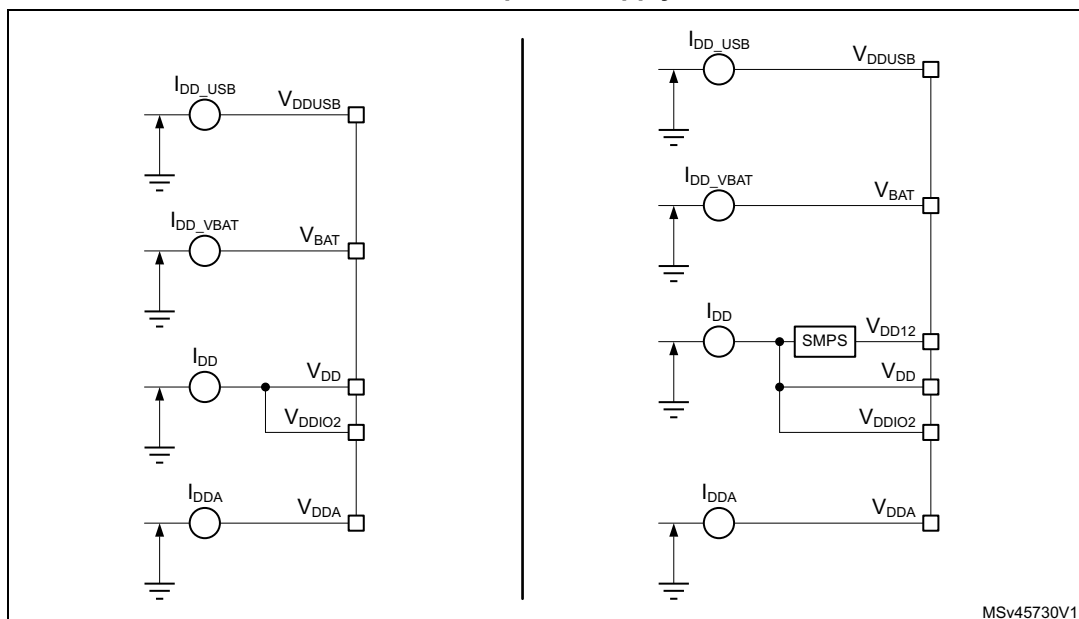 I_DD_USB V_DDUSB
I_DD_VBAT V_BAT
I_DD V_DD
V_DDIO2
I_DDA V_DDA
I_DD_USB V_DDUSB
I_DD_VBAT V_BAT
I_DD SMPS V_DD12
V_DD
V_DDIO2
I_DDA V_DDA
MSv45730V1